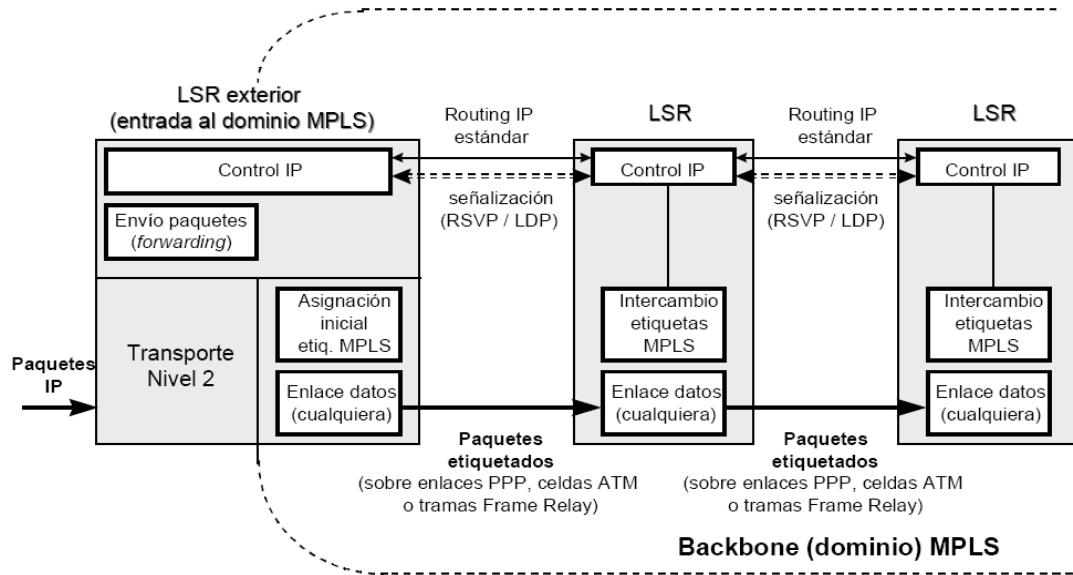 LSR exterior
(entrada al dominio MPLS)
Routing IP
estándar
LSR
Routing IP
estándar
LSR
Control IP
Control IP
Control IP
señalización
(RSVP / LDP)
señalización
(RSVP / LDP)
Envío paquetes
(forwarding)
Asignación
inicial
etiq. MPLS
Intercambio
etiquetas
MPLS
Intercambio
etiquetas
MPLS
Transporte
Nivel 2
Paquetes
IP
Enlace datos
(cualquiera)
Enlace datos
(cualquiera)
Enlace datos
(cualquiera)
Paquetes
etiquetados
(sobre enlaces PPP, celdas ATM
o tramas Frame Relay)
Paquetes
etiquetados
(sobre enlaces PPP, celdas ATM
o tramas Frame Relay)
Backbone (dominio) MPLS